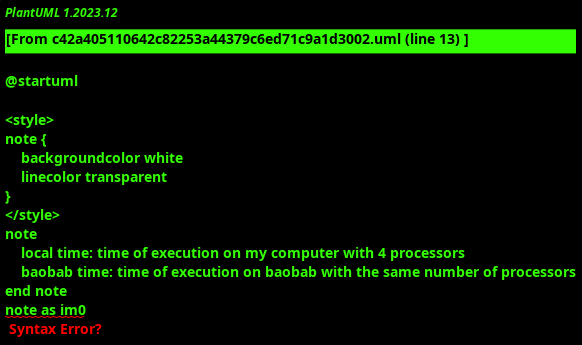 PlantUML 1.2023.12
[From c42a405110642c82253a44379c6ed71c9a1d3002.uml (line 13) ]
@startuml
<style>
note {
backgroundcolor white
linecolor transparent
}
</style>
note
local time: time of execution on my computer with 4 processors
baobab time: time of execution on baobab with the same number of processors
end note
note as im0
Syntax Error?